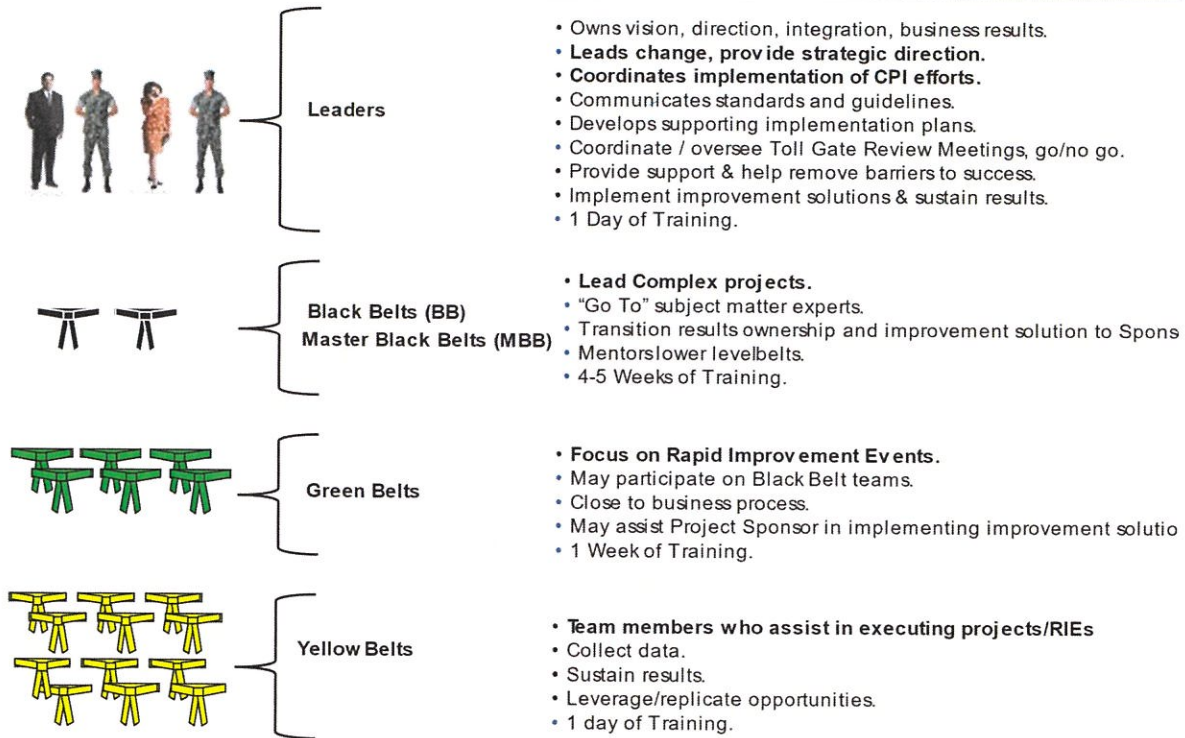 Leaders
• Owns vision, direction, integration, business results.
• Leads change, provide strategic direction.
• Coordinates implementation of CPI efforts.
• Communicates standards and guidelines.
• Develops supporting implementation plans.
• Coordinate / oversee Toll Gate Review Meetings, go/no go.
• Provide support & help remove barriers to success.
• Implement improvement solutions & sustain results.
• 1 Day of Training.
Black Belts (BB)
Master Black Belts (MBB)
• Lead Complex projects.
• “Go To” subject matter experts.
• Transition results ownership and improvement solution to Spons
• Mentorslower levelbelts.
• 4-5 Weeks of Training.
Green Belts
• Focus on Rapid Improvement Events.
• May participate on Black Belt teams.
• Close to business process.
• May assist Project Sponsor in implementing improvement solutio
• 1 Week of Training.
Yellow Belts
• Team members who assist in executing projects/RIEs
• Collect data.
• Sustain results.
• Leverage/replicate opportunities.
• 1 day of Training.